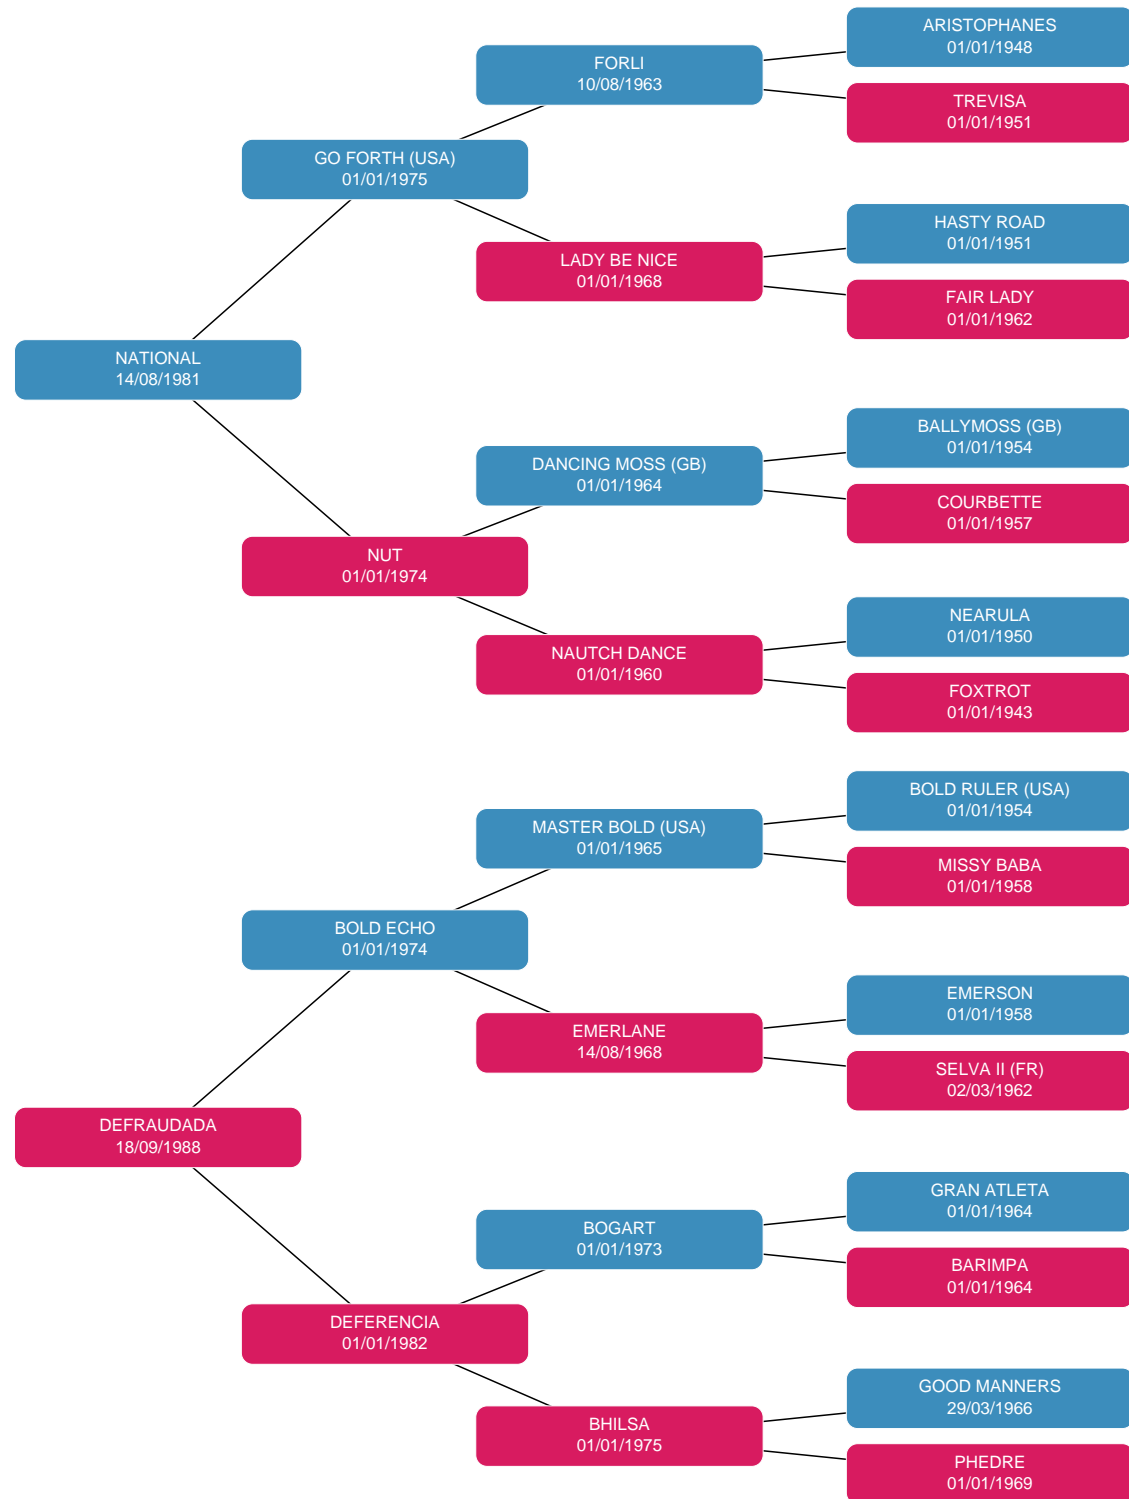 ARISTOPHANES
01/01/1948
FORLI
10/08/1963
TREVISA
01/01/1951
GO FORTH (USA)
01/01/1975
HASTY ROAD
01/01/1951
LADY BE NICE
01/01/1968
FAIR LADY
01/01/1962
NATIONAL
14/08/1981
BALLYMOSS (GB)
01/01/1954
DANCING MOSS (GB)
01/01/1964
COURBETTE
01/01/1957
NUT
01/01/1974
NEARULA
01/01/1950
NAUTCH DANCE
01/01/1960
FOXTROT
01/01/1943
BOLD RULER (USA)
01/01/1954
MASTER BOLD (USA)
01/01/1965
MISSY BABA
01/01/1958
BOLD ECHO
01/01/1974
EMERSON
01/01/1958
EMERLANE
14/08/1968
SELVA II (FR)
02/03/1962
DEFRAUDADA
18/09/1988
GRAN ATLETA
01/01/1964
BOGART
01/01/1973
BARIMPA
01/01/1964
DEFERENCIA
01/01/1982
GOOD MANNERS
29/03/1966
BHILSA
01/01/1975
PHEDRE
01/01/1969